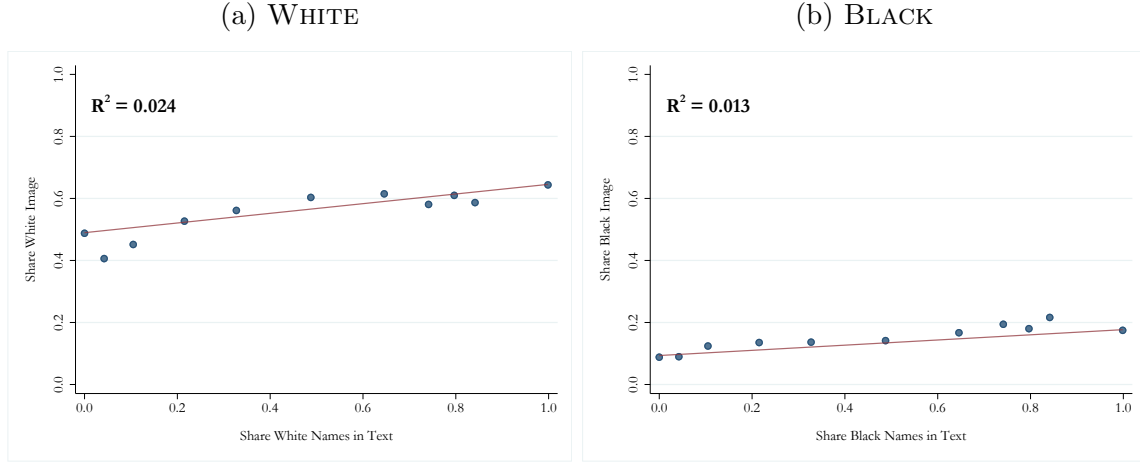 (a) WHITE
R² = 0.024
Share White Image
1.0
0.8
0.6
0.4
0.2
0.0
0.0 0.2 0.4 0.6 0.8 1.0
Share White Names in Text
(b) BLACK
R² = 0.013
Share Black Image
1.0
0.8
0.6
0.4
0.2
0.0
0.0 0.2 0.4 0.6 0.8 1.0
Share Black Names in Text